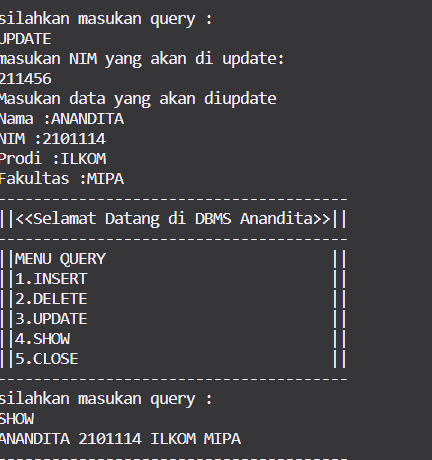 silahkan masukan query :
UPDATE
masukan NIM yang akan di update:
211456
Masukan data yang akan diupdate
Nama :ANANDITA
NIM :2101114
Prodi :ILKOM
Fakultas :MIPA
---------------------------------------
||<<Selamat Datang di DBMS Anandita>>||
---------------------------------------
||MENU QUERY                         ||
||1.INSERT                           ||
||2.DELETE                           ||
||3.UPDATE                           ||
||4.SHOW                             ||
||5.CLOSE                            ||
---------------------------------------
silahkan masukan query :
SHOW
ANANDITA 2101114 ILKOM MIPA
---------------------------------------